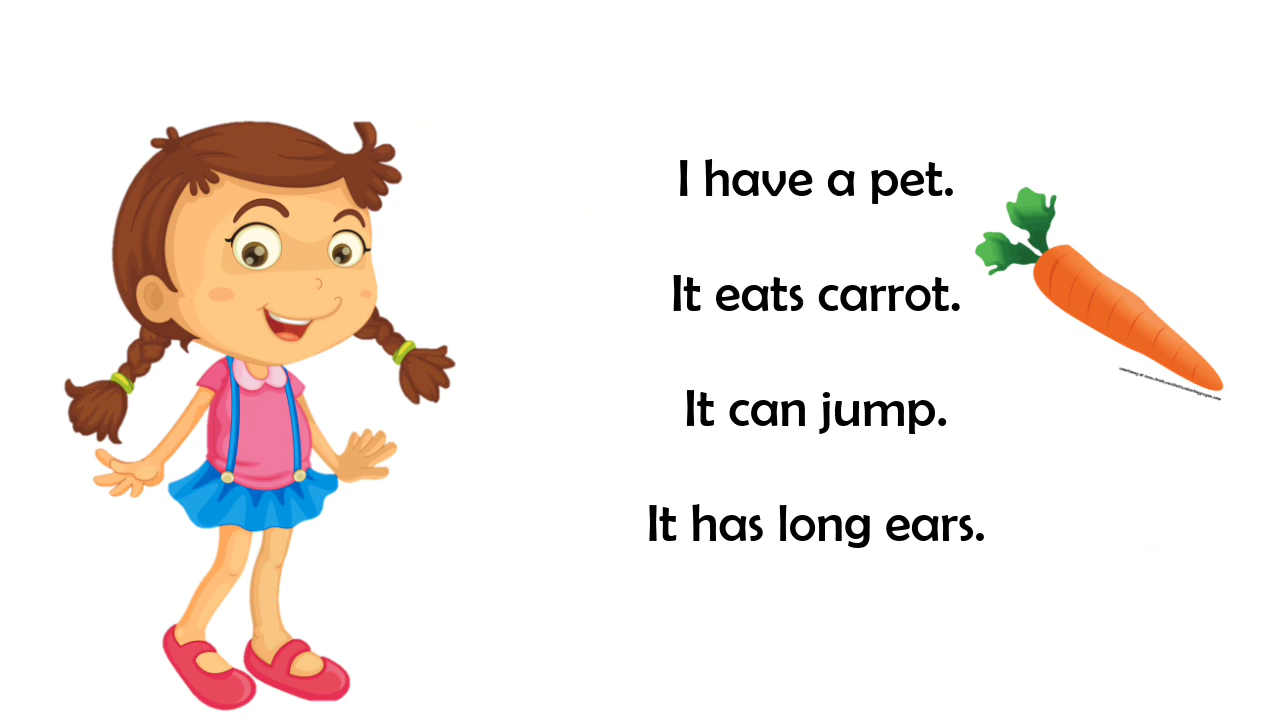 I have a pet.
It eats carrot.
It can jump.
It has long ears.